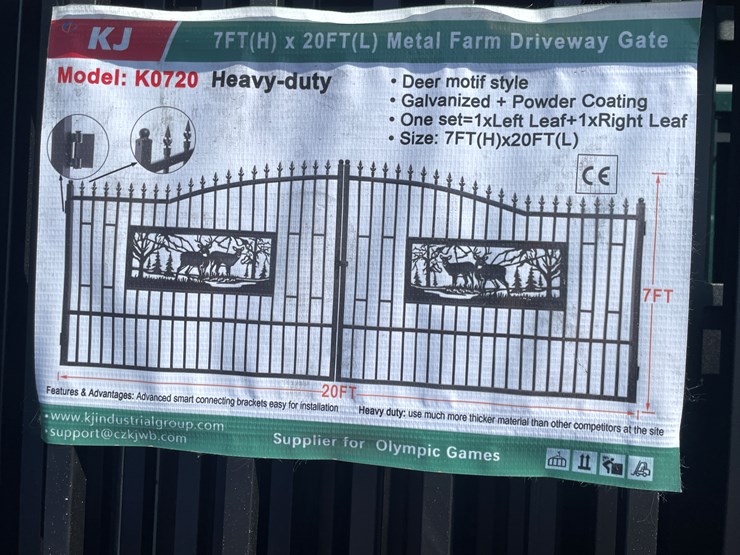 KJ
7FT(H) x 20FT(L) Metal Farm Driveway Gate
Model: K0720 Heavy-duty
• Deer motif style
• Galvanized + Powder Coating
• One set=1xLeft Leaf+1xRight Leaf
• Size: 7FT(H)x20FT(L)
CE
7FT
20FT
Features & Advantages: Advanced smart connecting brackets easy for installation
Heavy duty: use much more thicker material than other competitors at the site
• www.kjindustrialgroup.com
• support@czkjwb.com
Supplier for Olympic Games